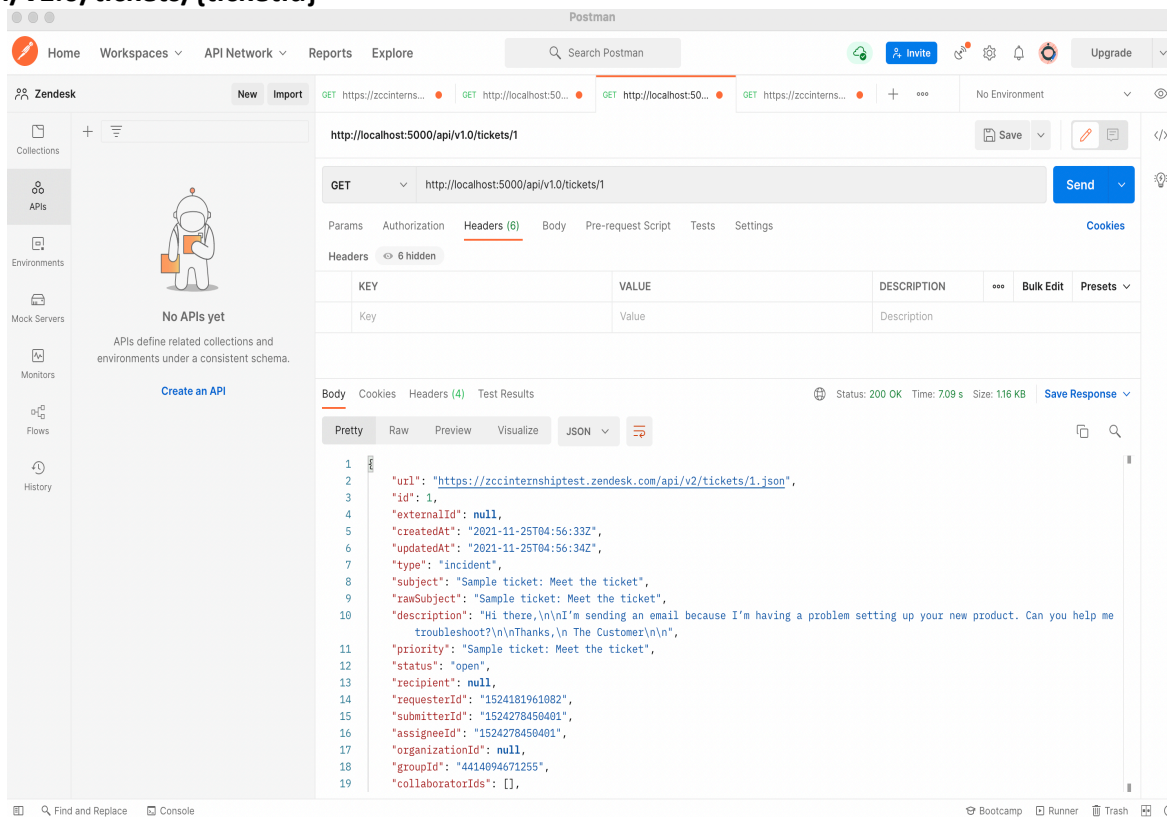 Postman
Home Workspaces API Network Reports Explore Search Postman Invite Upgrade
Zendesk New Import GET https://zccinterns... GET http://localhost:50... GET http://localhost:50... GET https://zccinterns... No Environment
Collections
APIs
Environments
Mock Servers
Monitors
Flows
History
No APIs yet
APIs define related collections and
environments under a consistent schema.
Create an API
http://localhost:5000/api/v1.0/tickets/1 Save
GET http://localhost:5000/api/v1.0/tickets/1 Send
Params Authorization Headers (6) Body Pre-request Script Tests Settings Cookies
Headers 6 hidden
KEY VALUE DESCRIPTION Bulk Edit Presets
Key Value Description
Body Cookies Headers (4) Test Results Status: 200 OK Time: 7.09 s Size: 1.16 KB Save Response
Pretty Raw Preview Visualize JSON
1 {
2 "url": "https://zccinternshiptest.zendesk.com/api/v2/tickets/1.json",
3 "id": 1,
4 "externalId": null,
5 "createdAt": "2021-11-25T04:56:33Z",
6 "updatedAt": "2021-11-25T04:56:34Z",
7 "type": "incident",
8 "subject": "Sample ticket: Meet the ticket",
9 "rawSubject": "Sample ticket: Meet the ticket",
10 "description": "Hi there,\n\nI’m sending an email because I’m having a problem setting up your new product. Can you help me
troubleshoot?\n\nThanks,\n The Customer\n\n",
11 "priority": "Sample ticket: Meet the ticket",
12 "status": "open",
13 "recipient": null,
14 "requesterId": "1524181961082",
15 "submitterId": "1524278450401",
16 "assigneeId": "1524278450401",
17 "organizationId": null,
18 "groupId": "4414094671255",
19 "collaboratorIds": [],
Find and Replace Console Bootcamp Runner Trash